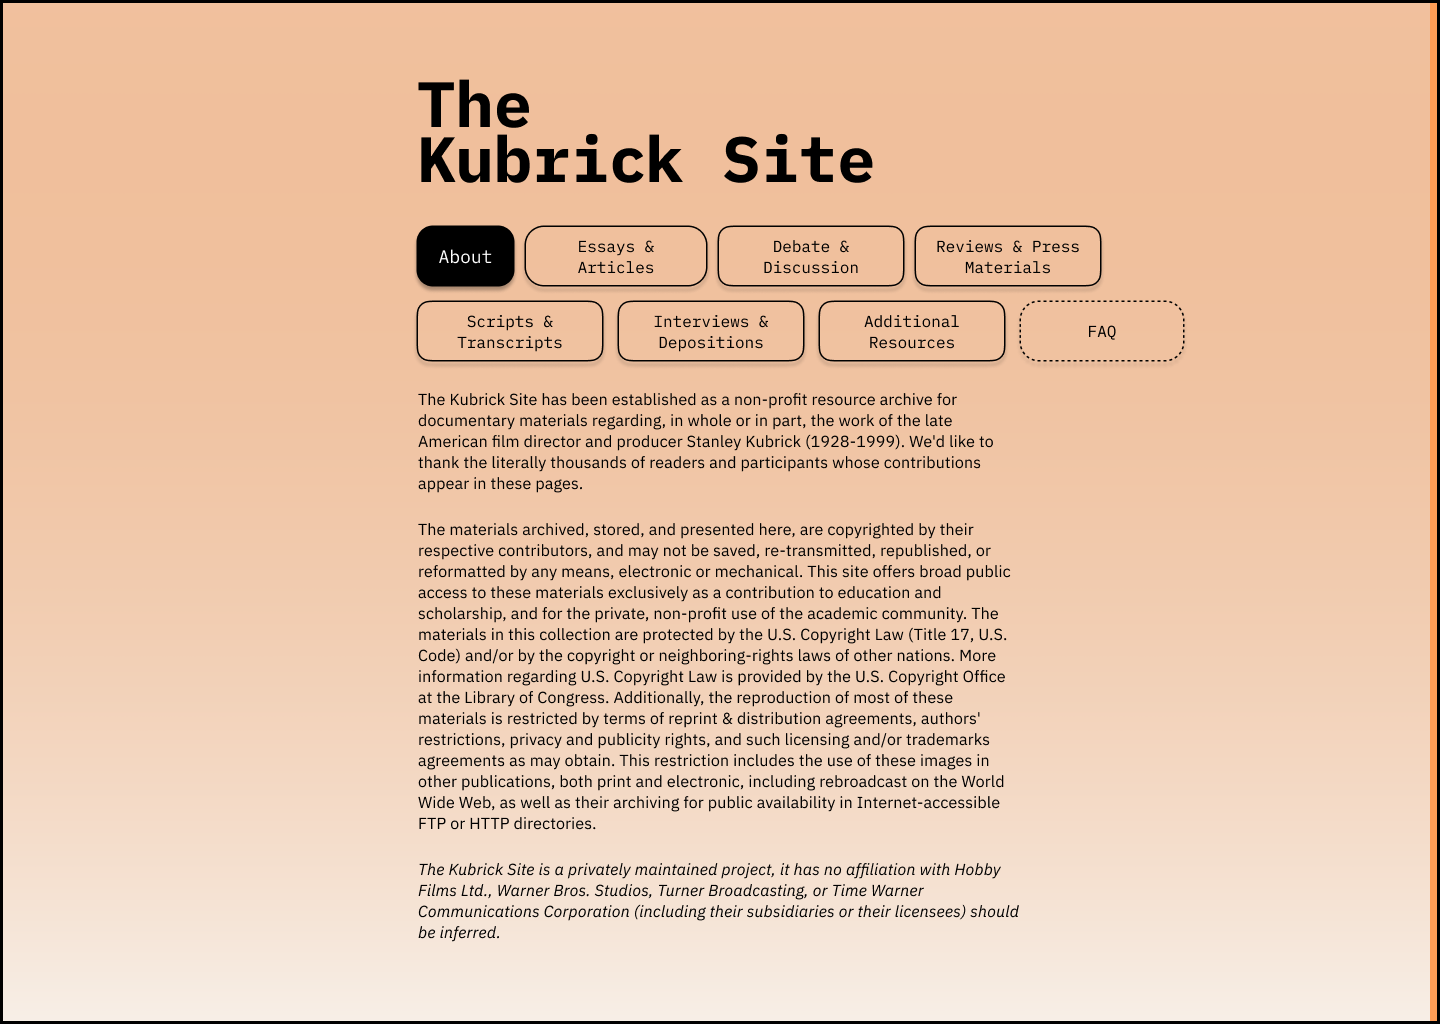 The
Kubrick Site
About
Essays &
Articles
Debate &
Discussion
Reviews & Press
Materials
Scripts &
Transcripts
Interviews &
Depositions
Additional
Resources
FAQ
The Kubrick Site has been established as a non-profit resource archive for
documentary materials regarding, in whole or in part, the work of the late
American film director and producer Stanley Kubrick (1928-1999). We'd like to
thank the literally thousands of readers and participants whose contributions
appear in these pages.
The materials archived, stored, and presented here, are copyrighted by their
respective contributors, and may not be saved, re-transmitted, republished, or
reformatted by any means, electronic or mechanical. This site offers broad public
access to these materials exclusively as a contribution to education and
scholarship, and for the private, non-profit use of the academic community. The
materials in this collection are protected by the U.S. Copyright Law (Title 17, U.S.
Code) and/or by the copyright or neighboring-rights laws of other nations. More
information regarding U.S. Copyright Law is provided by the U.S. Copyright Office
at the Library of Congress. Additionally, the reproduction of most of these
materials is restricted by terms of reprint & distribution agreements, authors'
restrictions, privacy and publicity rights, and such licensing and/or trademarks
agreements as may obtain. This restriction includes the use of these images in
other publications, both print and electronic, including rebroadcast on the World
Wide Web, as well as their archiving for public availability in Internet-accessible
FTP or HTTP directories.
The Kubrick Site is a privately maintained project, it has no affiliation with Hobby
Films Ltd., Warner Bros. Studios, Turner Broadcasting, or Time Warner
Communications Corporation (including their subsidiaries or their licensees) should
be inferred.